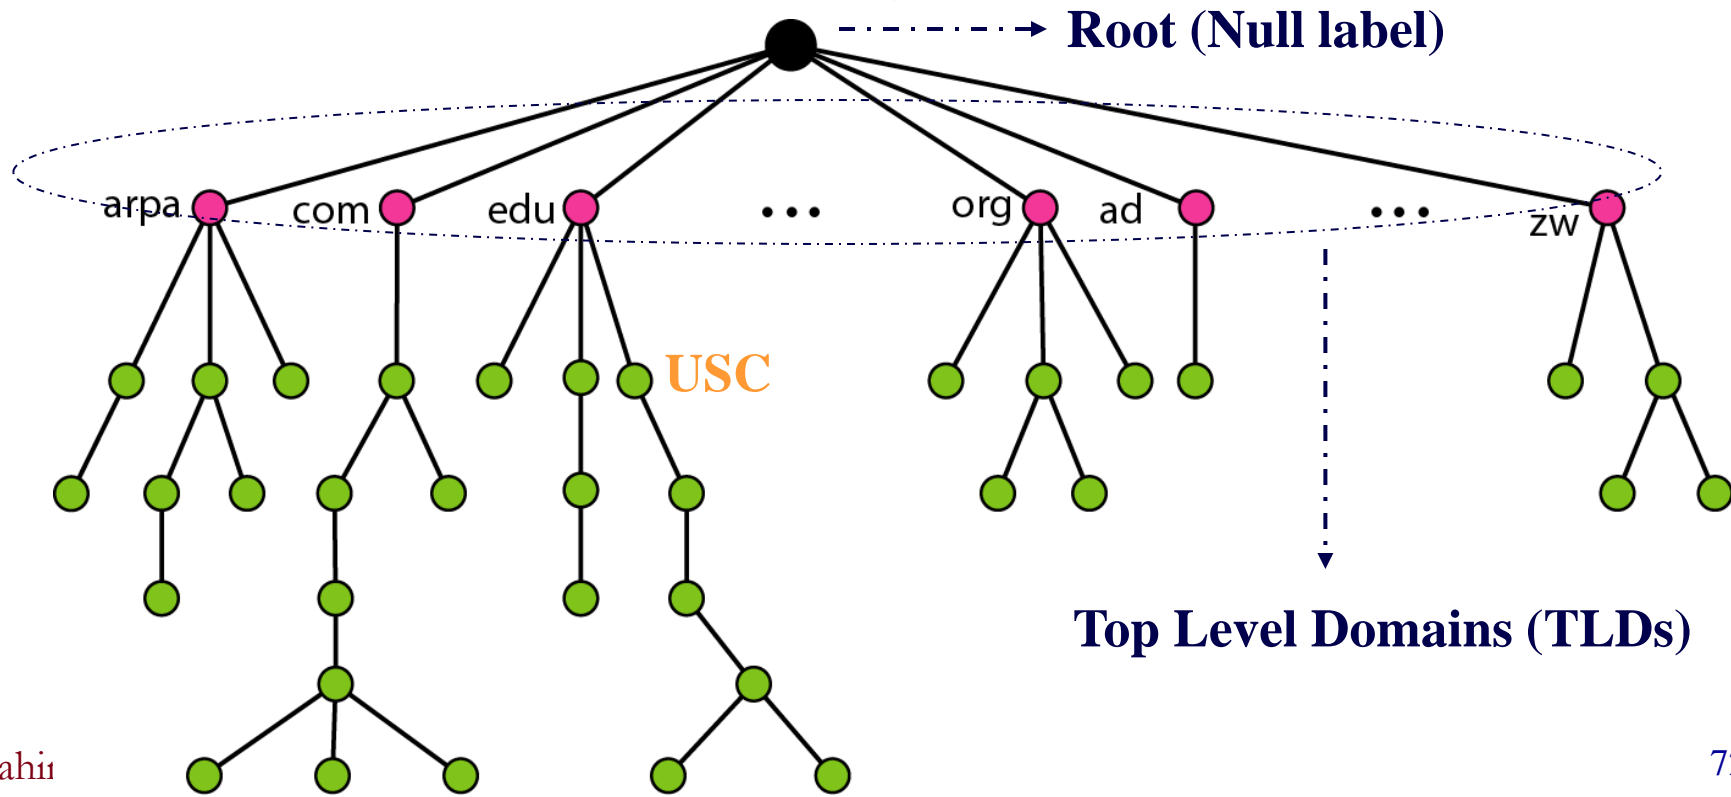 Root (Null label)
arpa com edu ... org ad ... zw
USC
Top Level Domains (TLDs)